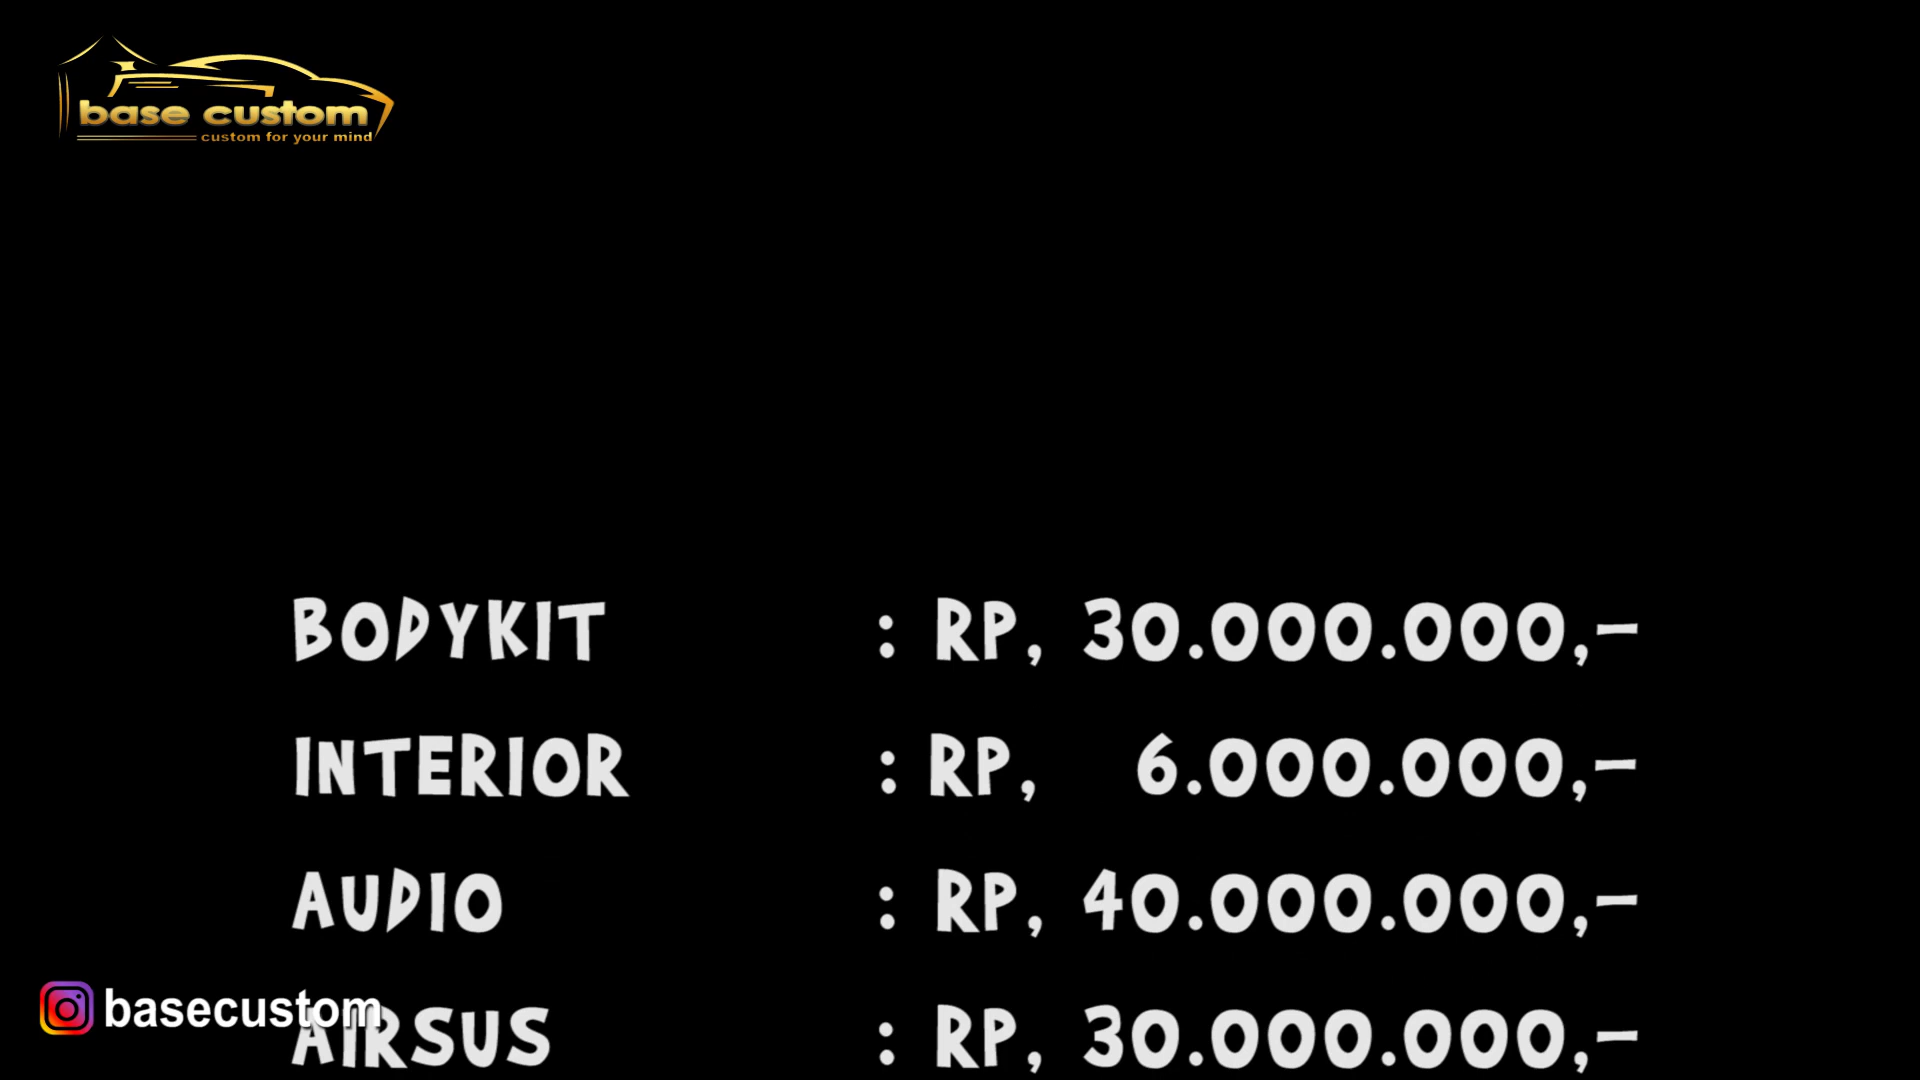 base custom
custom for your mind
BODYKIT : RP, 30.000.000,-
INTERIOR : RP, 6.000.000,-
AUDIO : RP, 40.000.000,-
AIRSUS : RP, 30.000.000,-
basecustom